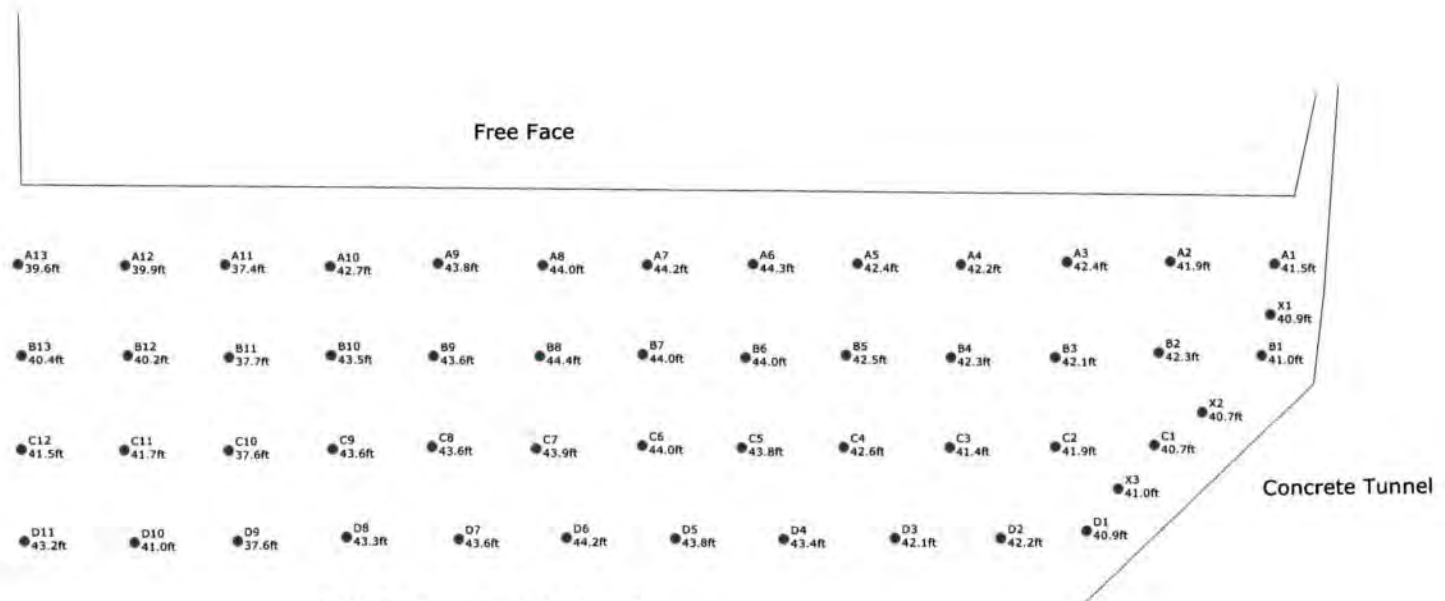 Free Face
A13
39.6ft
A12
39.9ft
A11
37.4ft
A10
42.7ft
A9
43.8ft
A8
44.0ft
A7
44.2ft
A6
44.3ft
A5
42.4ft
A4
42.2ft
A3
42.4ft
A2
41.9ft
A1
41.5ft
X1
40.9ft
B13
40.4ft
B12
40.2ft
B11
37.7ft
B10
43.5ft
B9
43.6ft
B8
44.4ft
B7
44.0ft
B6
44.0ft
B5
42.5ft
B4
42.3ft
B3
42.1ft
B2
42.3ft
B1
41.0ft
X2
40.7ft
C12
41.5ft
C11
41.7ft
C10
37.6ft
C9
43.6ft
C8
43.6ft
C7
43.9ft
C6
44.0ft
C5
43.8ft
C4
42.6ft
C3
41.4ft
C2
41.9ft
C1
40.7ft
X3
41.0ft
Concrete Tunnel
D11
43.2ft
D10
41.0ft
D9
37.6ft
D8
43.3ft
D7
43.6ft
D6
44.2ft
D5
43.8ft
D4
43.4ft
D3
42.1ft
D2
42.2ft
D1
40.9ft